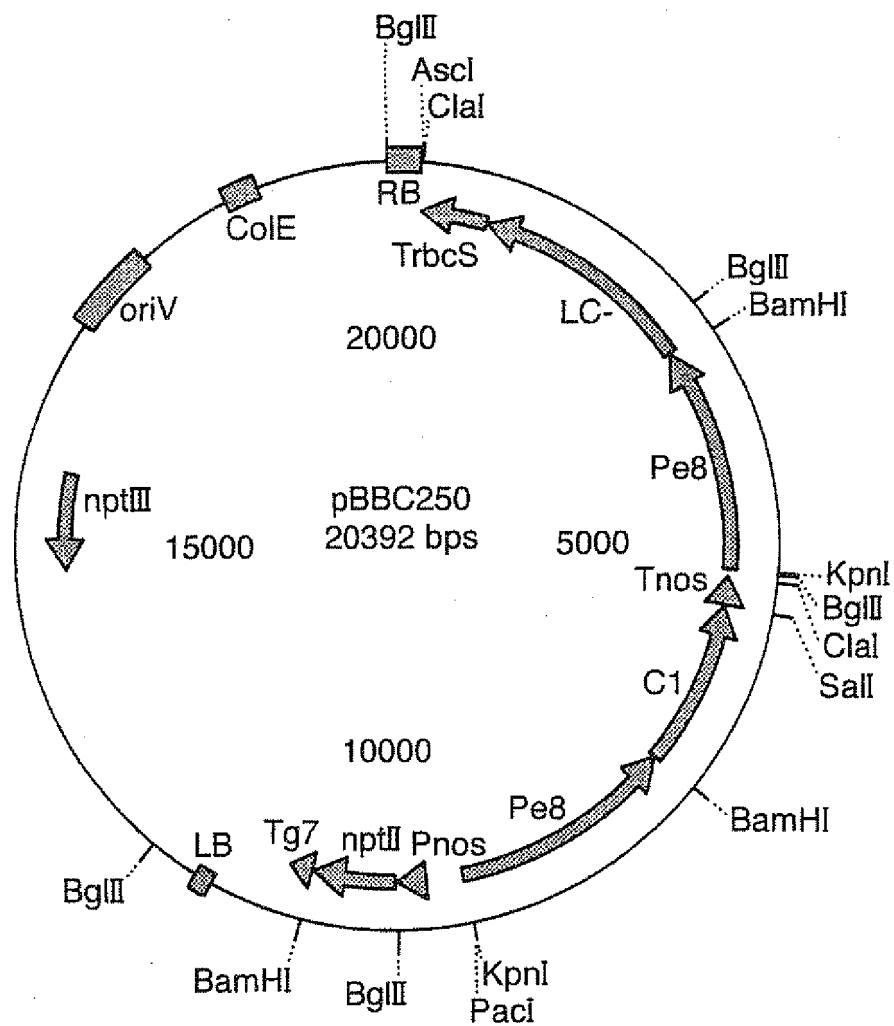 BglⅡ
AscⅠ
ClaⅠ
RB
ColE
TrbcS
BglⅡ
BamHⅠ
oriV
LC-
20000
Pe8
nptⅢ
pBBC250
15000
20392 bps
5000
Tnos
KpnⅠ
BglⅡ
ClaⅠ
SalⅠ
C1
10000
Pe8
BamHⅠ
Tg7
nptⅡ
Pnos
LB
BglⅡ
BamHⅠ
BglⅡ
KpnⅠ
PacⅠ